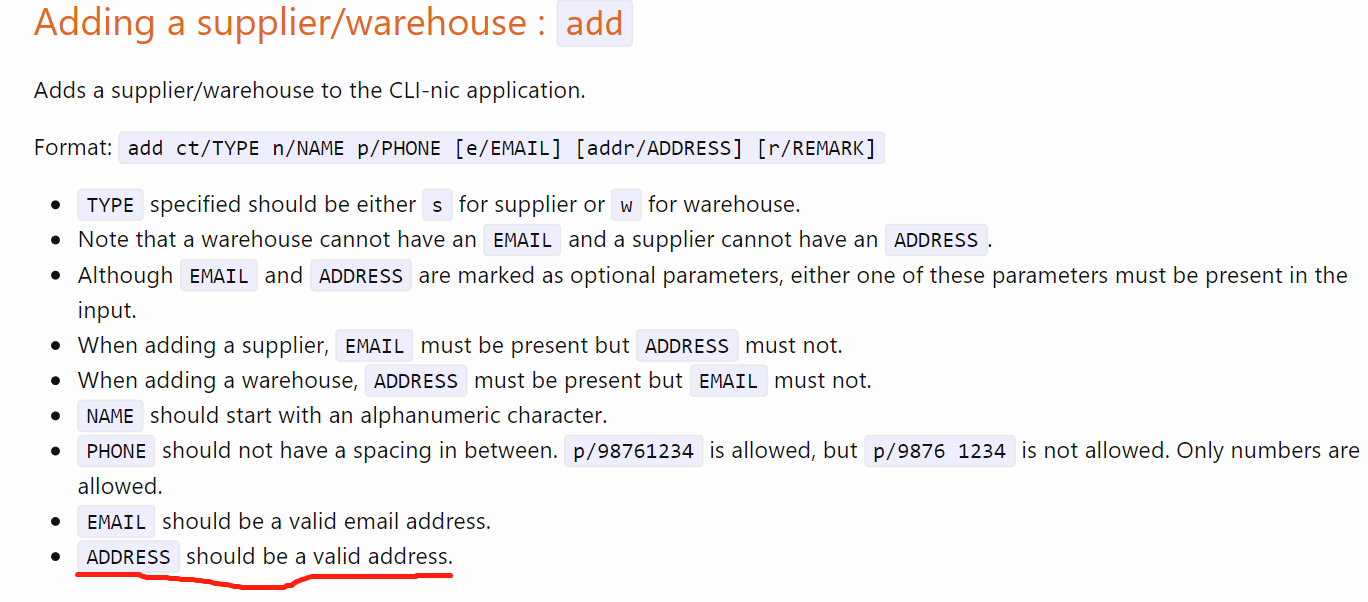 Adding a supplier/warehouse : add
Adds a supplier/warehouse to the CLI-nic application.
Format: add ct/TYPE n/NAME p/PHONE [e/EMAIL] [addr/ADDRESS] [r/REMARK]
• TYPE specified should be either s for supplier or w for warehouse.
• Note that a warehouse cannot have an EMAIL and a supplier cannot have an ADDRESS.
• Although EMAIL and ADDRESS are marked as optional parameters, either one of these parameters must be present in the
input.
• When adding a supplier, EMAIL must be present but ADDRESS must not.
• When adding a warehouse, ADDRESS must be present but EMAIL must not.
• NAME should start with an alphanumeric character.
• PHONE should not have a spacing in between. p/98761234 is allowed, but p/9876 1234 is not allowed. Only numbers are
allowed.
• EMAIL should be a valid email address.
• ADDRESS should be a valid address.